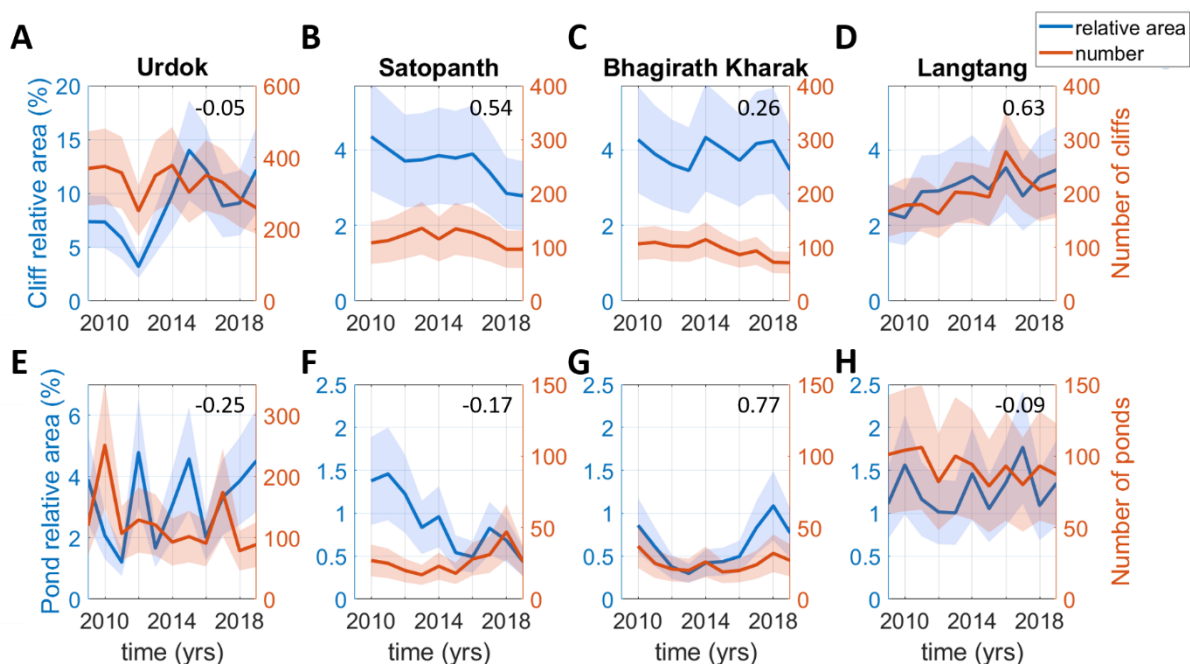 relative area
number
A
B
C
D
Urdok
Satopanth
Bhagirath Kharak
Langtang
Cliff relative area (%)
20
15
10
5
0
-0.05
600
400
200
0
2010 2014 2018
4
2
0
0.54
400
300
200
100
0
2010 2014 2018
4
2
0
0.26
400
300
200
100
0
2010 2014 2018
4
2
0
0.63
400
300
200
100
0
Number of cliffs
2010 2014 2018
E
F
G
H
Pond relative area (%)
6
4
2
0
-0.25
300
200
100
0
2010 2014 2018
time (yrs)
2.5
2
1.5
1
0.5
0
-0.17
150
100
50
0
2010 2014 2018
time (yrs)
2.5
2
1.5
1
0.5
0
0.77
150
100
50
0
2010 2014 2018
time (yrs)
2.5
2
1.5
1
0.5
0
-0.09
150
100
50
0
Number of ponds
2010 2014 2018
time (yrs)